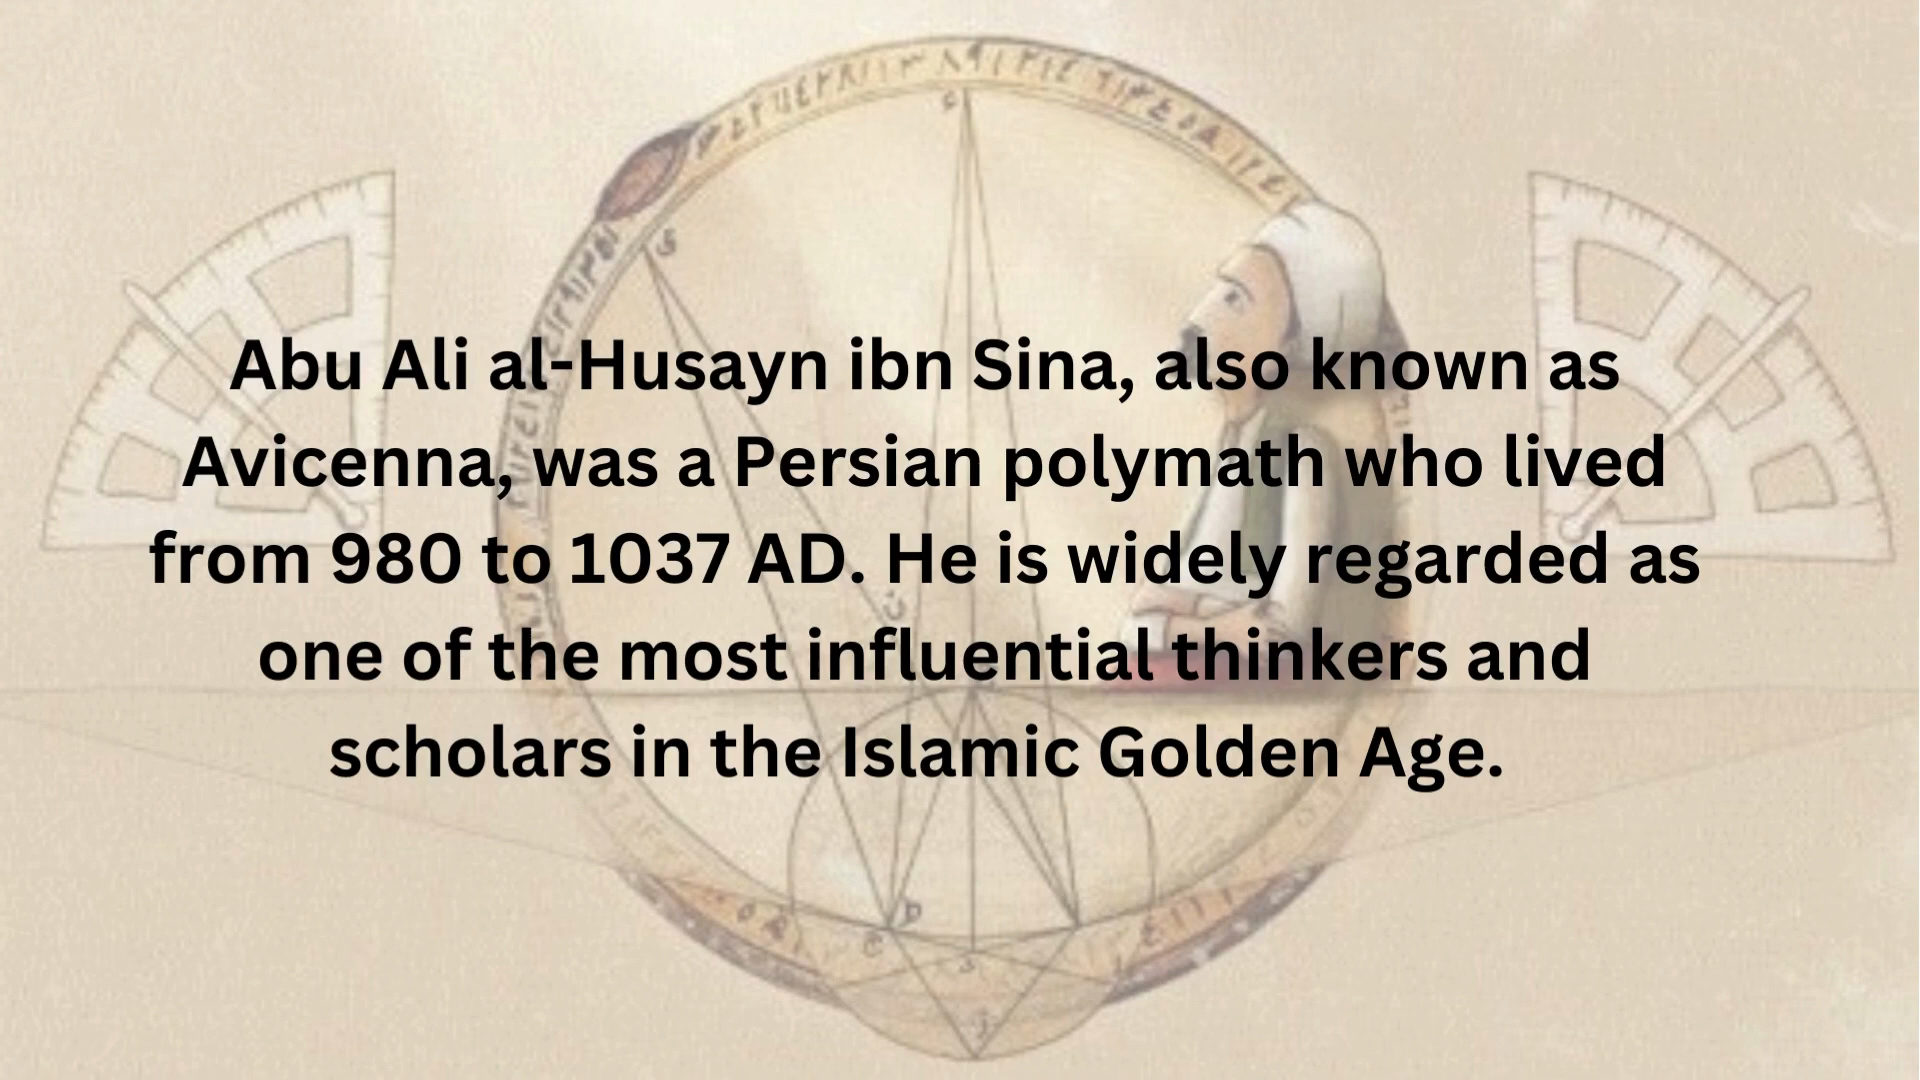 Abu Ali al-Husayn ibn Sina, also known as
Avicenna, was a Persian polymath who lived
from 980 to 1037 AD. He is widely regarded as
one of the most influential thinkers and
scholars in the Islamic Golden Age.